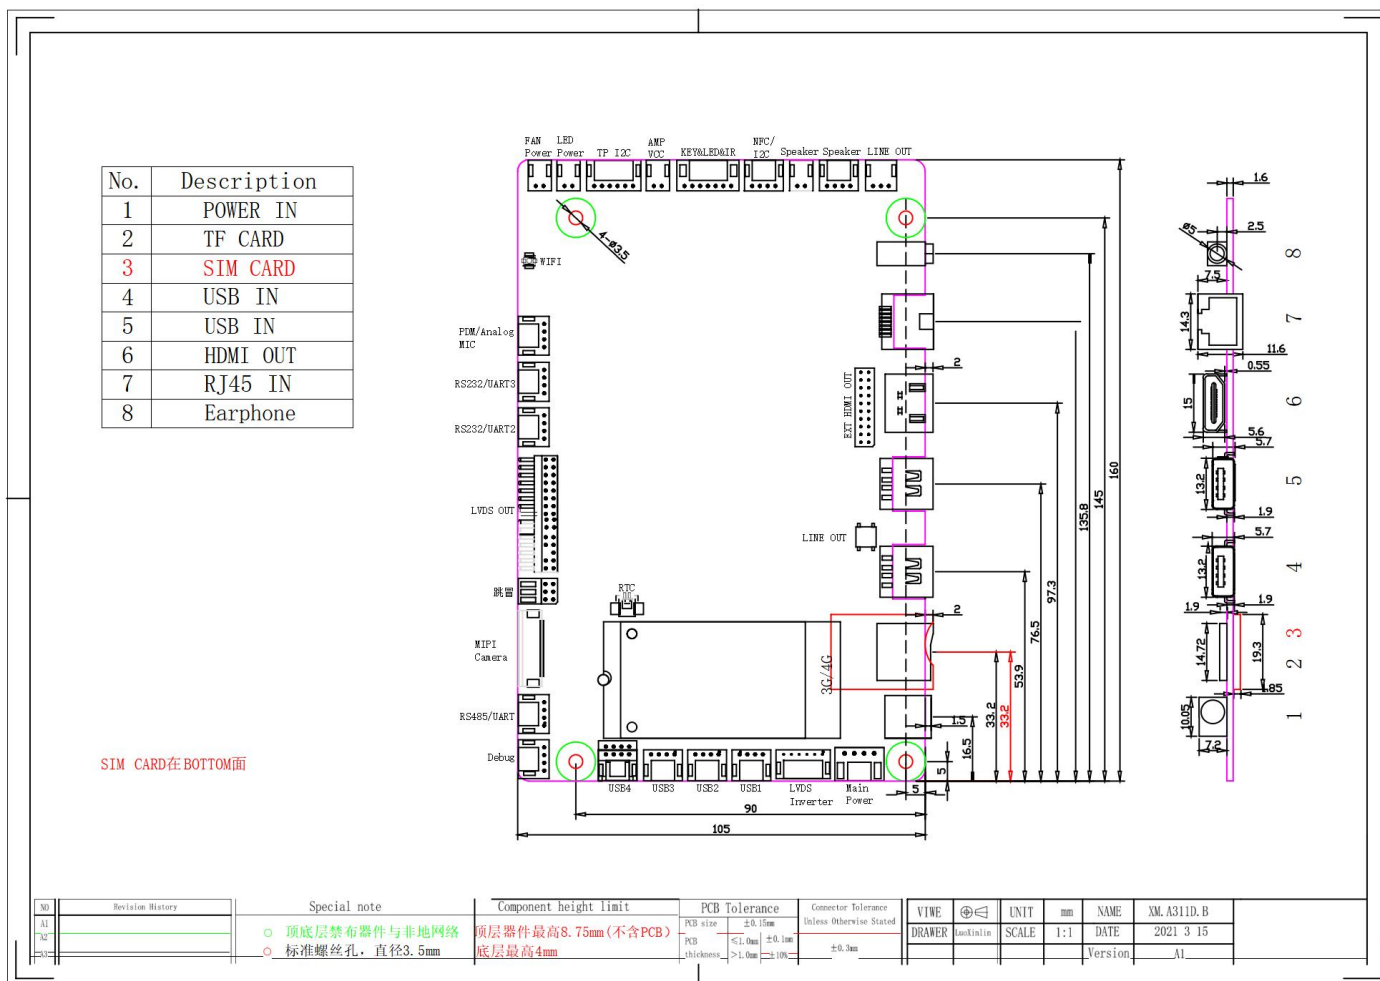 No. Description
1 POWER IN
2 TF CARD
3 SIM CARD
4 USB IN
5 USB IN
6 HDMI OUT
7 RJ45 IN
8 Earphone
SIM CARD在BOTTOM面
FAN Power
LED Power
TP I2C
AMP VCC
KEY&LED&IR
NFC/ I2C
Speaker
Speaker
LINE OUT
4-ø3.5
WIFI
PDM/Analog
MIC
RS232/UART3
RS232/UART2
LVDS OUT
跳冒
MIPI
Camera
RS485/UART
Debug
EXT HDMI OUT
LINE OUT
RTC
3G/4G
USB4
USB3
USB2
USB1
LVDS
Inverter
Main
Power
2
2
1.5
16.5
33.2
33.2
53.9
76.5
97.3
135.8
145
160
5
5
90
105
1.6
ø5
2.5
8
7.5
14.3
7
11.6
0.55
15
6
5.6
5.7
13.2
5
1.9
5.7
13.2
4
1.9
1.9
14.72
19.3
3
2
1.85
10.05
1
7.2
NO Revision History
A1
A2
A3
Special note
顶底层禁布器件与非地网络
标准螺丝孔，直径3.5mm
Component height limit
顶层器件最高8.75mm(不含PCB)
底层最高4mm
PCB Tolerance
PCB size ±0.15mm
PCB thickness ≤1.0mm ±0.1mm
>1.0mm ±10%
Connector Tolerance
Unless Otherwise Stated
±0.3mm
VIWE UNIT mm NAME XM.A311D.B
DRAWER LuoXinlin SCALE 1:1 DATE 2021 3 15
Version A1